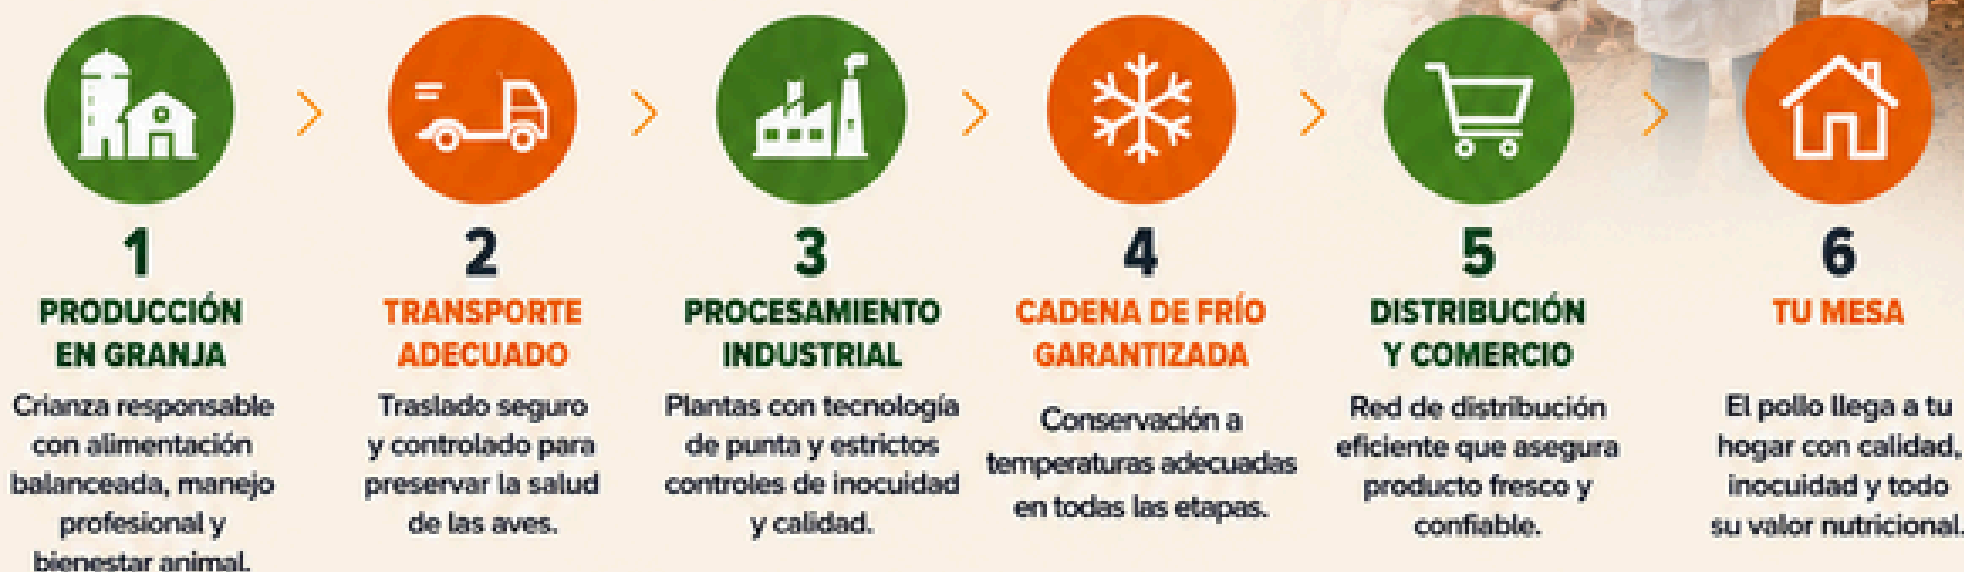 1
PRODUCCIÓN
EN GRANJA
Crianza responsable
con alimentación
balanceada, manejo
profesional y
bienestar animal.
2
TRANSPORTE
ADECUADO
Traslado seguro
y controlado para
preservar la salud
de las aves.
3
PROCESAMIENTO
INDUSTRIAL
Plantas con tecnología
de punta y estrictos
controles de inocuidad
y calidad.
4
CADENA DE FRÍO
GARANTIZADA
Conservación a
temperaturas adecuadas
en todas las etapas.
5
DISTRIBUCIÓN
Y COMERCIO
Red de distribución
eficiente que asegura
producto fresco y
confiable.
6
TU MESA
El pollo llega a tu
hogar con calidad,
inocuidad y todo
su valor nutricional.